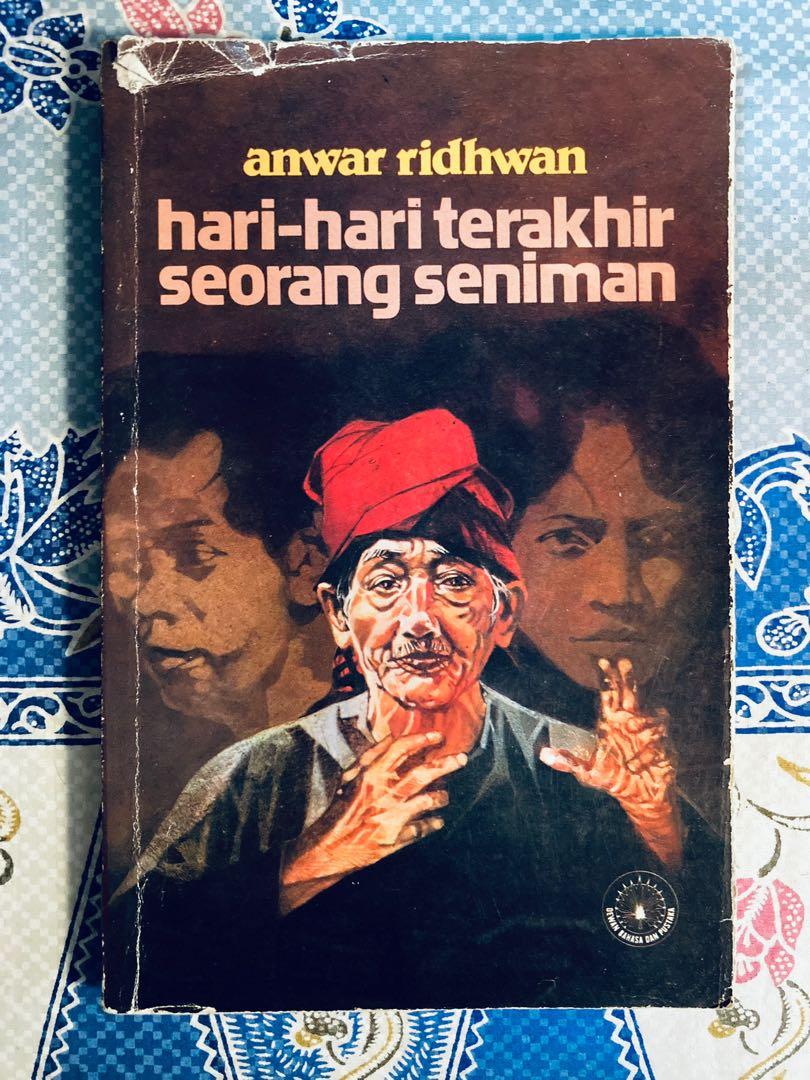 anwar ridhwan
hari-hari terakhir
seorang seniman
DEWAN BAHASA DAN PUSTAKA